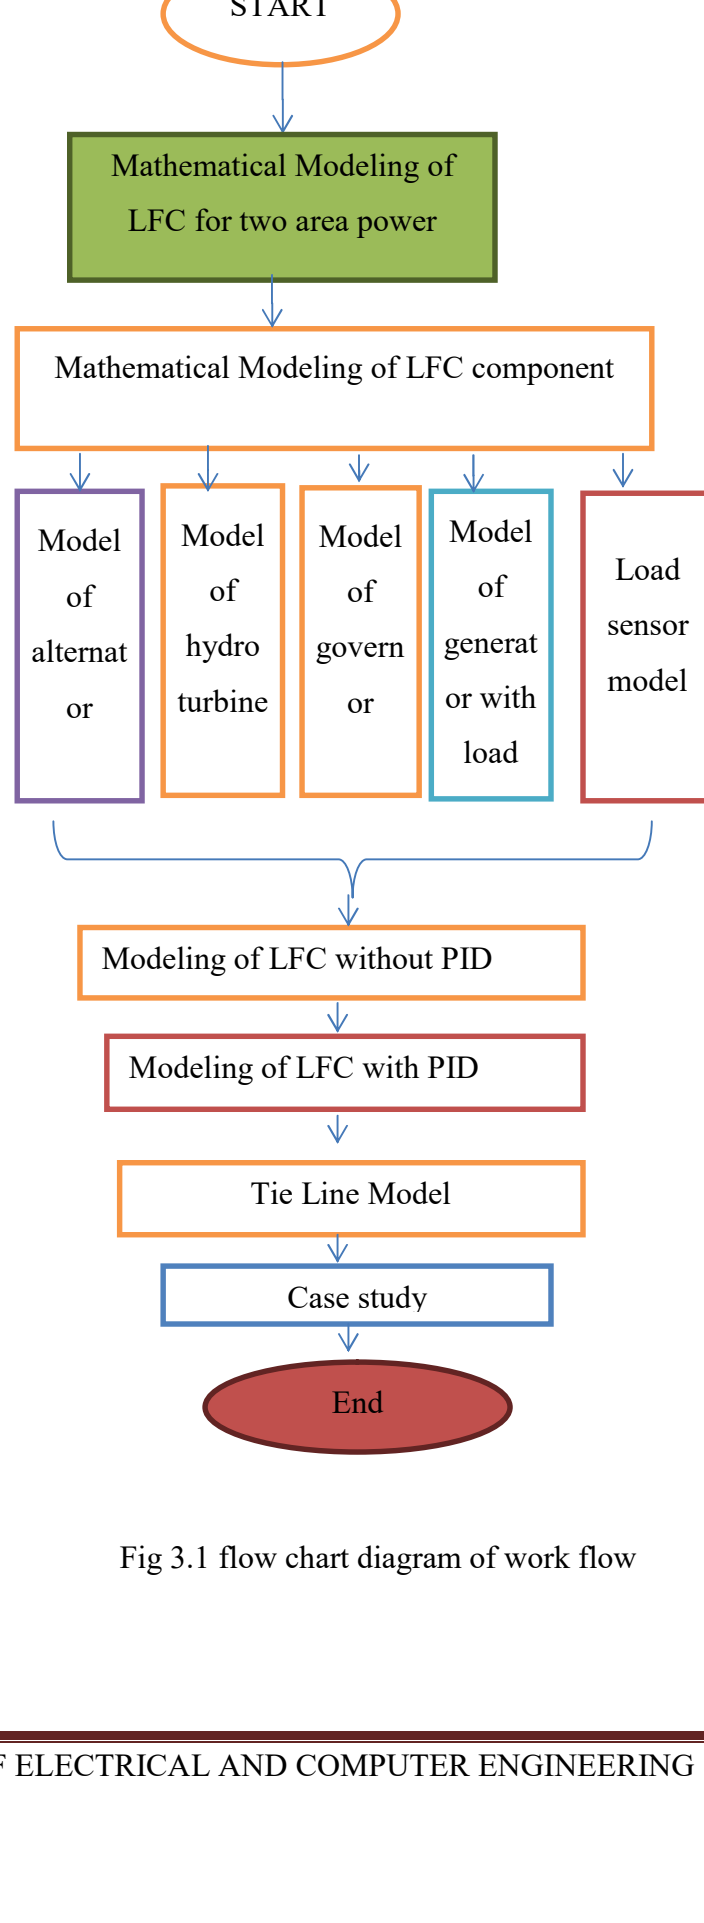 START
Mathematical Modeling of
LFC for two area power
Mathematical Modeling of LFC component
Model
of
alternat
or
Model
of
hydro
turbine
Model
of
govern
or
Model
of
generat
or with
load
Load
sensor
model
Modeling of LFC without PID
Modeling of LFC with PID
Tie Line Model
Case study
End
Fig 3.1 flow chart diagram of work flow
F ELECTRICAL AND COMPUTER ENGINEERING